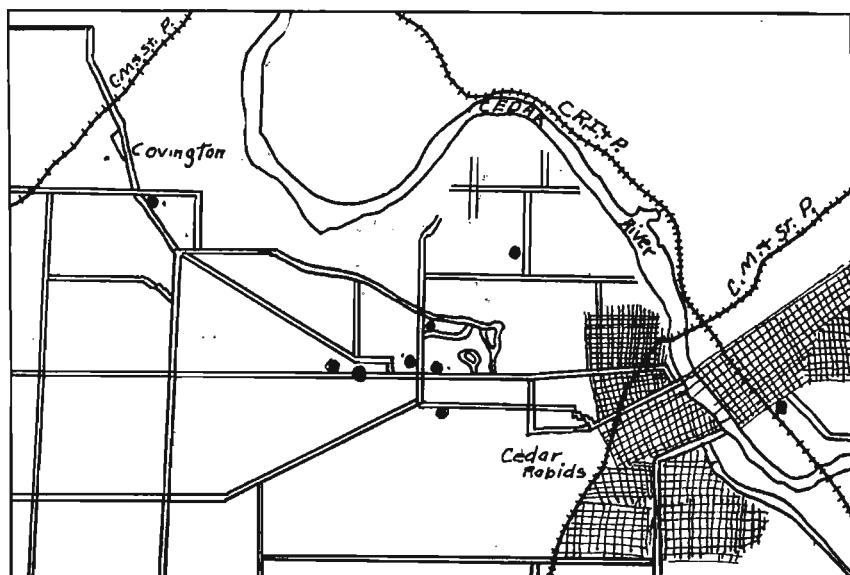 C.M.& St. P.
CEDAR
C.R.I.& P.
Covington
River
C.M.& St. P.
Cedar
Rapids